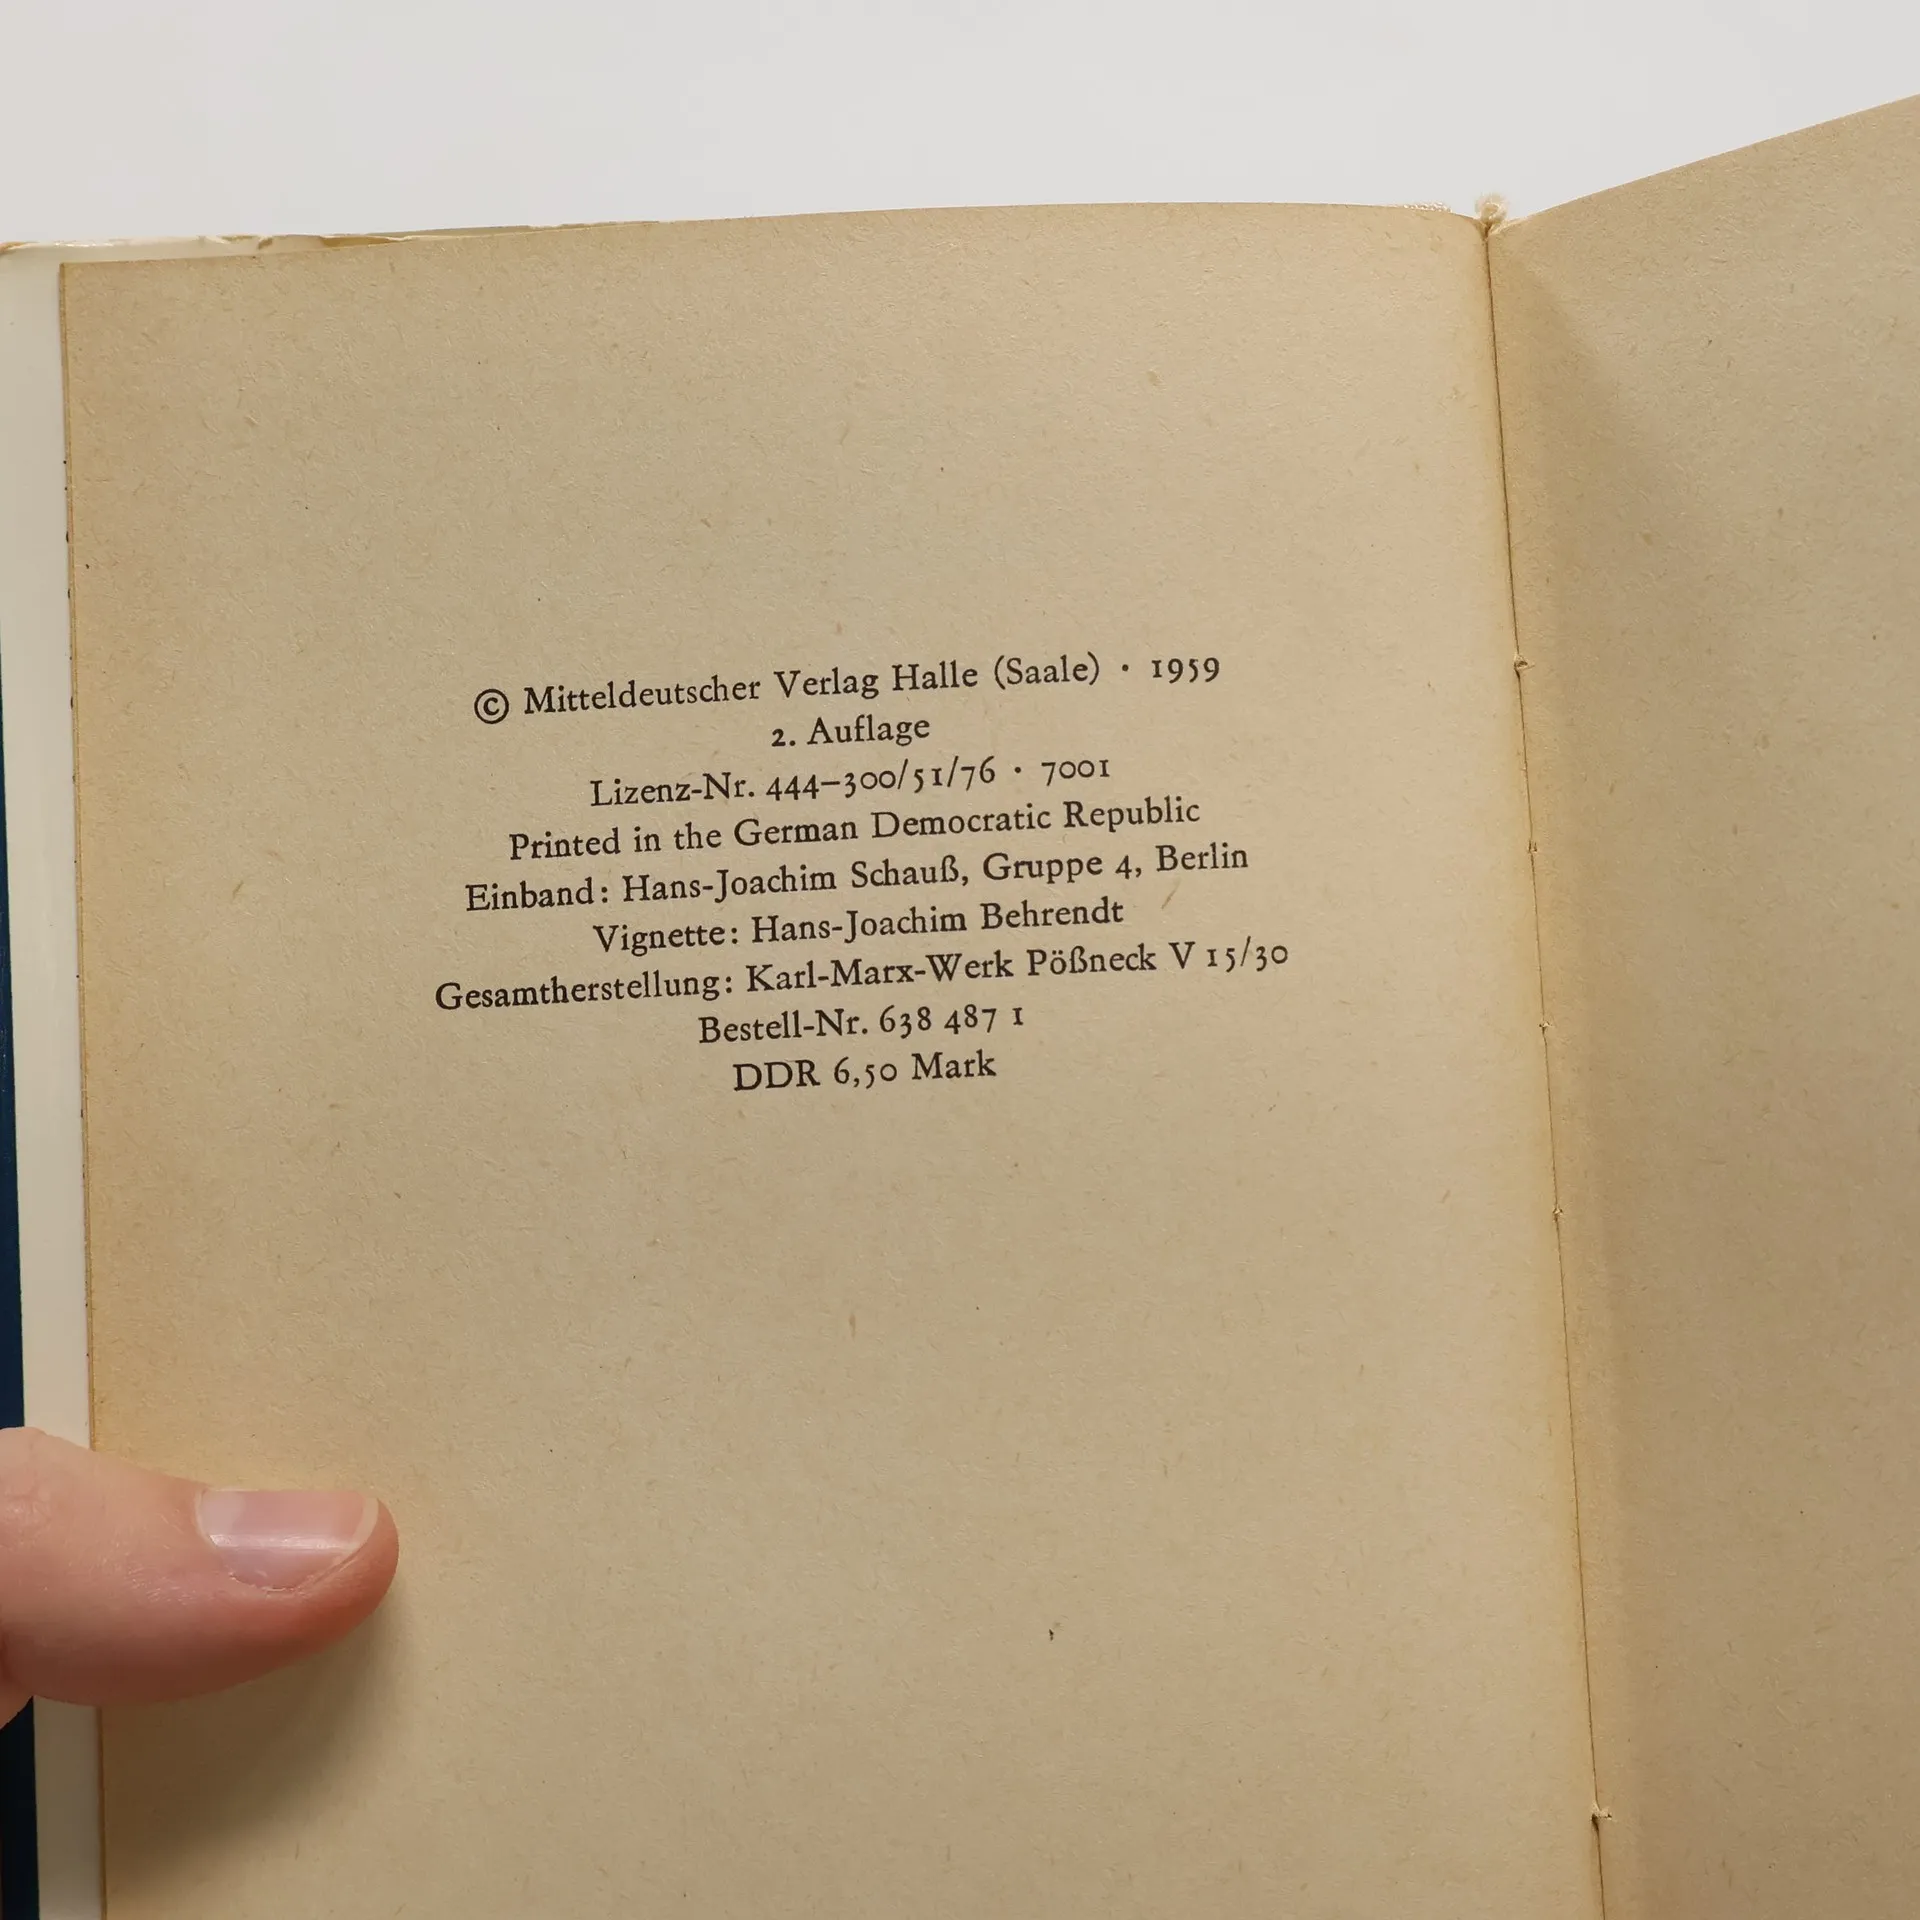 © Mitteldeutscher Verlag Halle (Saale) · 1959
2. Auflage
Lizenz-Nr. 444–300/51/76 · 7001
Printed in the German Democratic Republic
Einband: Hans-Joachim Schauß, Gruppe 4, Berlin
Vignette: Hans-Joachim Behrendt
Gesamtherstellung: Karl-Marx-Werk Pößneck V 15/30
Bestell-Nr. 638 487 1
DDR 6,50 Mark